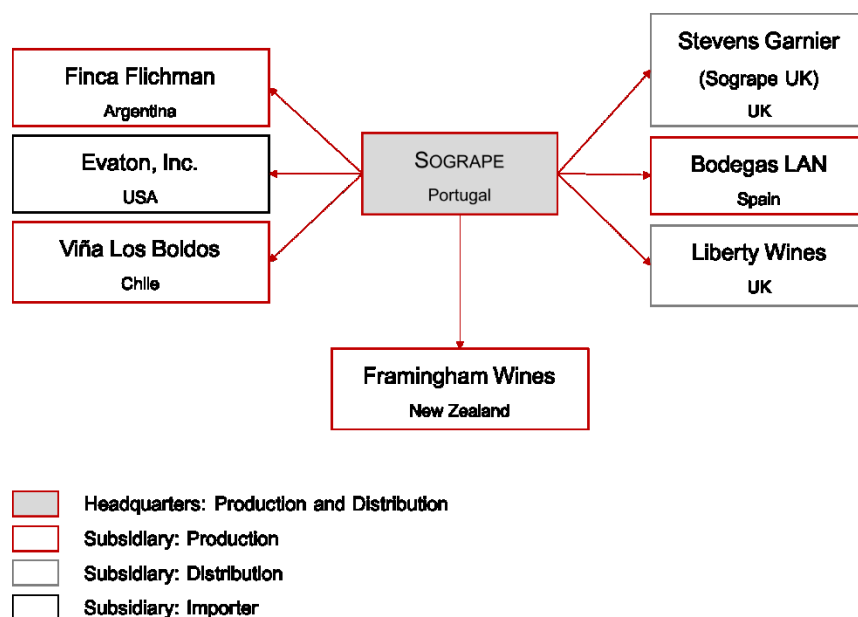 Finca Flichman
Argentina
Evaton, Inc.
USA
Viña Los Boldos
Chile
SOGRAPE
Portugal
Stevens Garnier
(Sogrape UK)
UK
Bodegas LAN
Spain
Liberty Wines
UK
Framingham Wines
New Zealand
Headquarters: Production and Distribution
Subsidiary: Production
Subsidiary: Distribution
Subsidiary: Importer